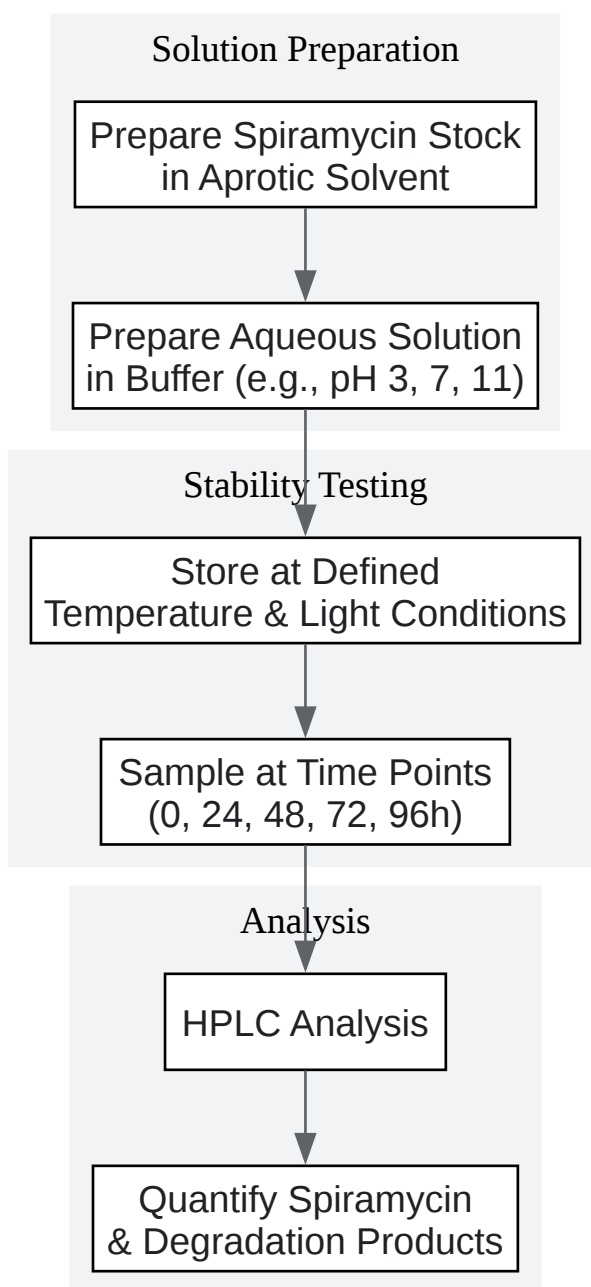 Solution Preparation
Prepare Spiramycin Stock
in Aprotic Solvent
Prepare Aqueous Solution
in Buffer (e.g., pH 3, 7, 11)
Stability Testing
Store at Defined
Temperature & Light Conditions
Sample at Time Points
(0, 24, 48, 72, 96h)
Analysis
HPLC Analysis
Quantify Spiramycin
& Degradation Products